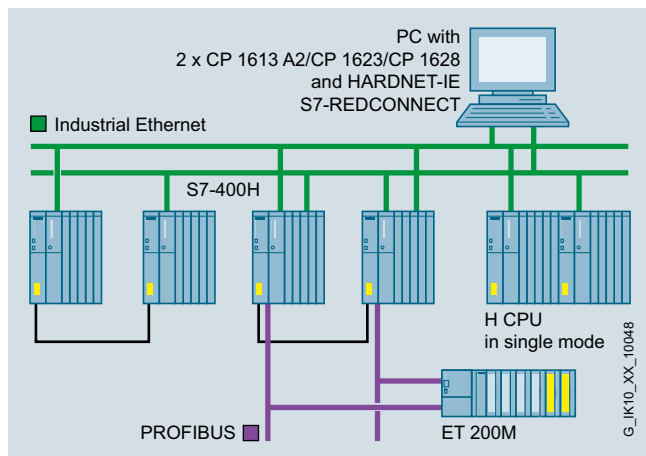 PC with
2 x CP 1613 A2/CP 1623/CP 1628
and HARDNET-IE
S7-REDCONNECT
Industrial Ethernet
S7-400H
H CPU
in single mode
PROFIBUS
ET 200M
G_IK10_XX_10048